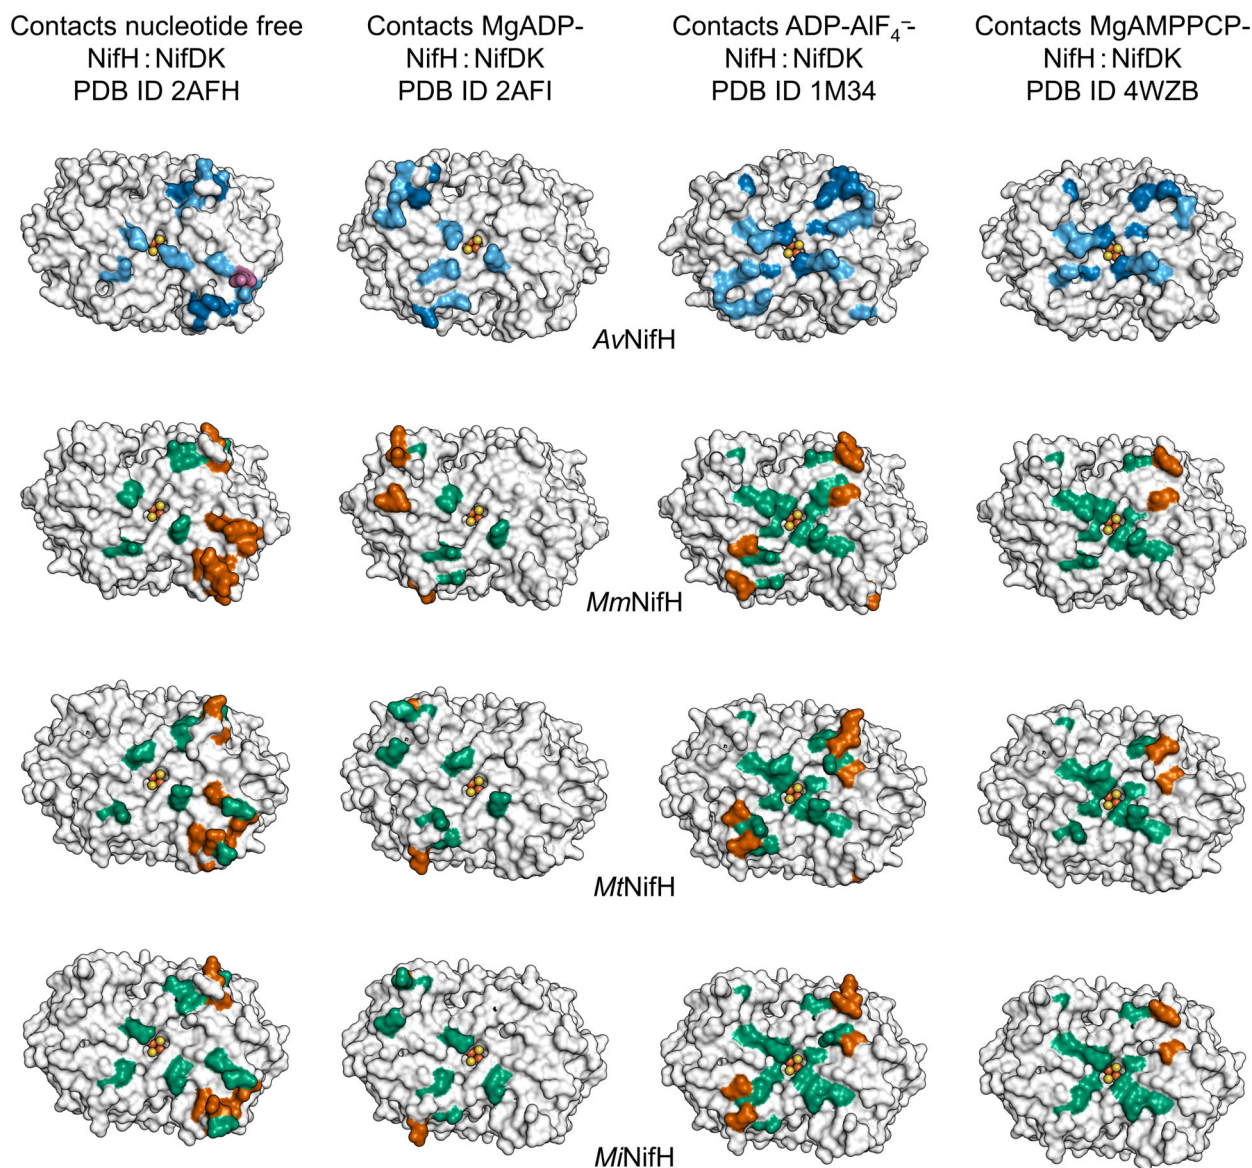 Contacts nucleotide free
NifH : NifDK
PDB ID 2AFH
Contacts MgADP-
NifH : NifDK
PDB ID 2AFI
Contacts ADP-AlF₄⁻-
NifH : NifDK
PDB ID 1M34
Contacts MgAMPPCP-
NifH : NifDK
PDB ID 4WZB
AvNifH
MmNifH
MtNifH
MiNifH